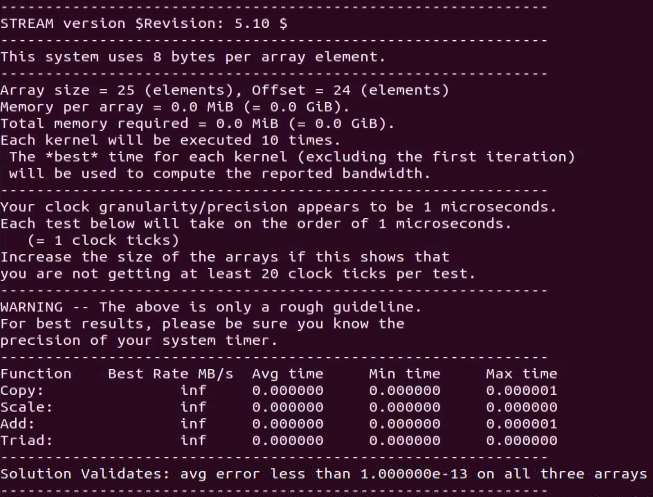 -------------------------------------------------------------
STREAM version $Revision: 5.10 $
-------------------------------------------------------------
This system uses 8 bytes per array element.
-------------------------------------------------------------
Array size = 25 (elements), Offset = 24 (elements)
Memory per array = 0.0 MiB (= 0.0 GiB).
Total memory required = 0.0 MiB (= 0.0 GiB).
Each kernel will be executed 10 times.
 The *best* time for each kernel (excluding the first iteration)
 will be used to compute the reported bandwidth.
-------------------------------------------------------------
Your clock granularity/precision appears to be 1 microseconds.
Each test below will take on the order of 1 microseconds.
   (= 1 clock ticks)
Increase the size of the arrays if this shows that
you are not getting at least 20 clock ticks per test.
-------------------------------------------------------------
WARNING -- The above is only a rough guideline.
For best results, please be sure you know the
precision of your system timer.
-------------------------------------------------------------
Function    Best Rate MB/s  Avg time     Min time     Max time
Copy:               inf     0.000000     0.000000     0.000001
Scale:              inf     0.000000     0.000000     0.000000
Add:                inf     0.000000     0.000000     0.000001
Triad:              inf     0.000000     0.000000     0.000000
-------------------------------------------------------------
Solution Validates: avg error less than 1.000000e-13 on all three arrays
-------------------------------------------------------------